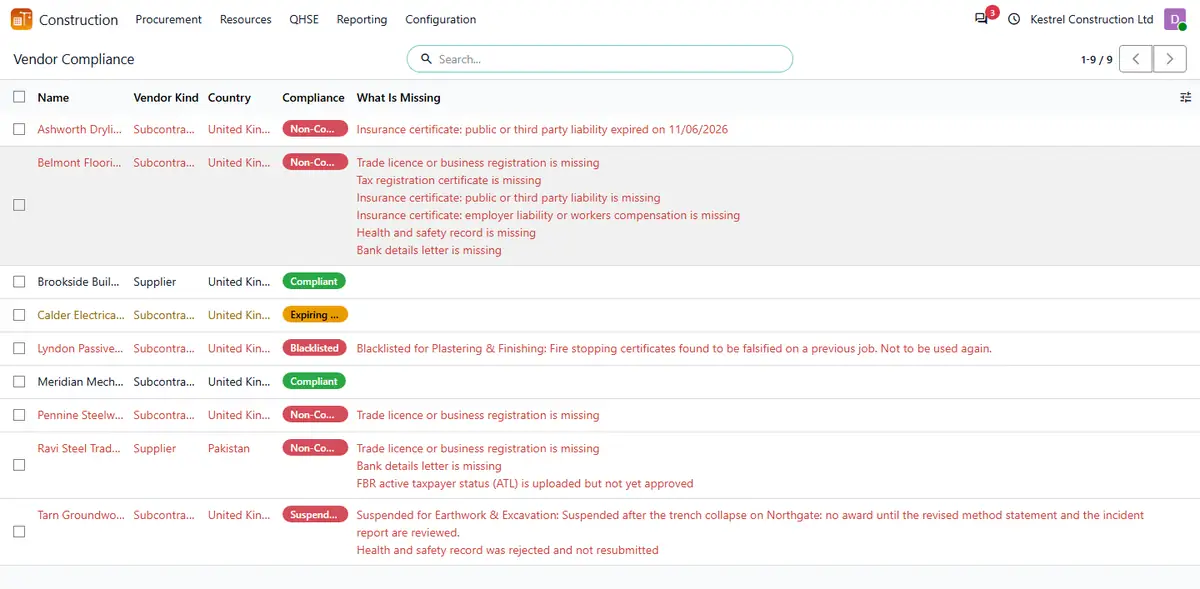 Construction Procurement Resources QHSE Reporting Configuration 3 Kestrel Construction Ltd D
Vendor Compliance Search... 1-9 / 9
Name Vendor Kind Country Compliance What Is Missing
Ashworth Dryli... Subcontra... United Kin... Non-Co... Insurance certificate: public or third party liability expired on 11/06/2026
Belmont Floori... Subcontra... United Kin... Non-Co... Trade licence or business registration is missing
Tax registration certificate is missing
Insurance certificate: public or third party liability is missing
Insurance certificate: employer liability or workers compensation is missing
Health and safety record is missing
Bank details letter is missing
Brookside Buil... Supplier United Kin... Compliant
Calder Electrica... Subcontra... United Kin... Expiring ...
Lyndon Passive... Subcontra... United Kin... Blacklisted Blacklisted for Plastering & Finishing: Fire stopping certificates found to be falsified on a previous job. Not to be used again.
Meridian Mech... Subcontra... United Kin... Compliant
Pennine Steelw... Subcontra... United Kin... Non-Co... Trade licence or business registration is missing
Ravi Steel Trad... Supplier Pakistan Non-Co... Trade licence or business registration is missing
Bank details letter is missing
FBR active taxpayer status (ATL) is uploaded but not yet approved
Tarn Groundwo... Subcontra... United Kin... Suspend... Suspended for Earthwork & Excavation: Suspended after the trench collapse on Northgate: no award until the revised method statement and the incident
report are reviewed.
Health and safety record was rejected and not resubmitted